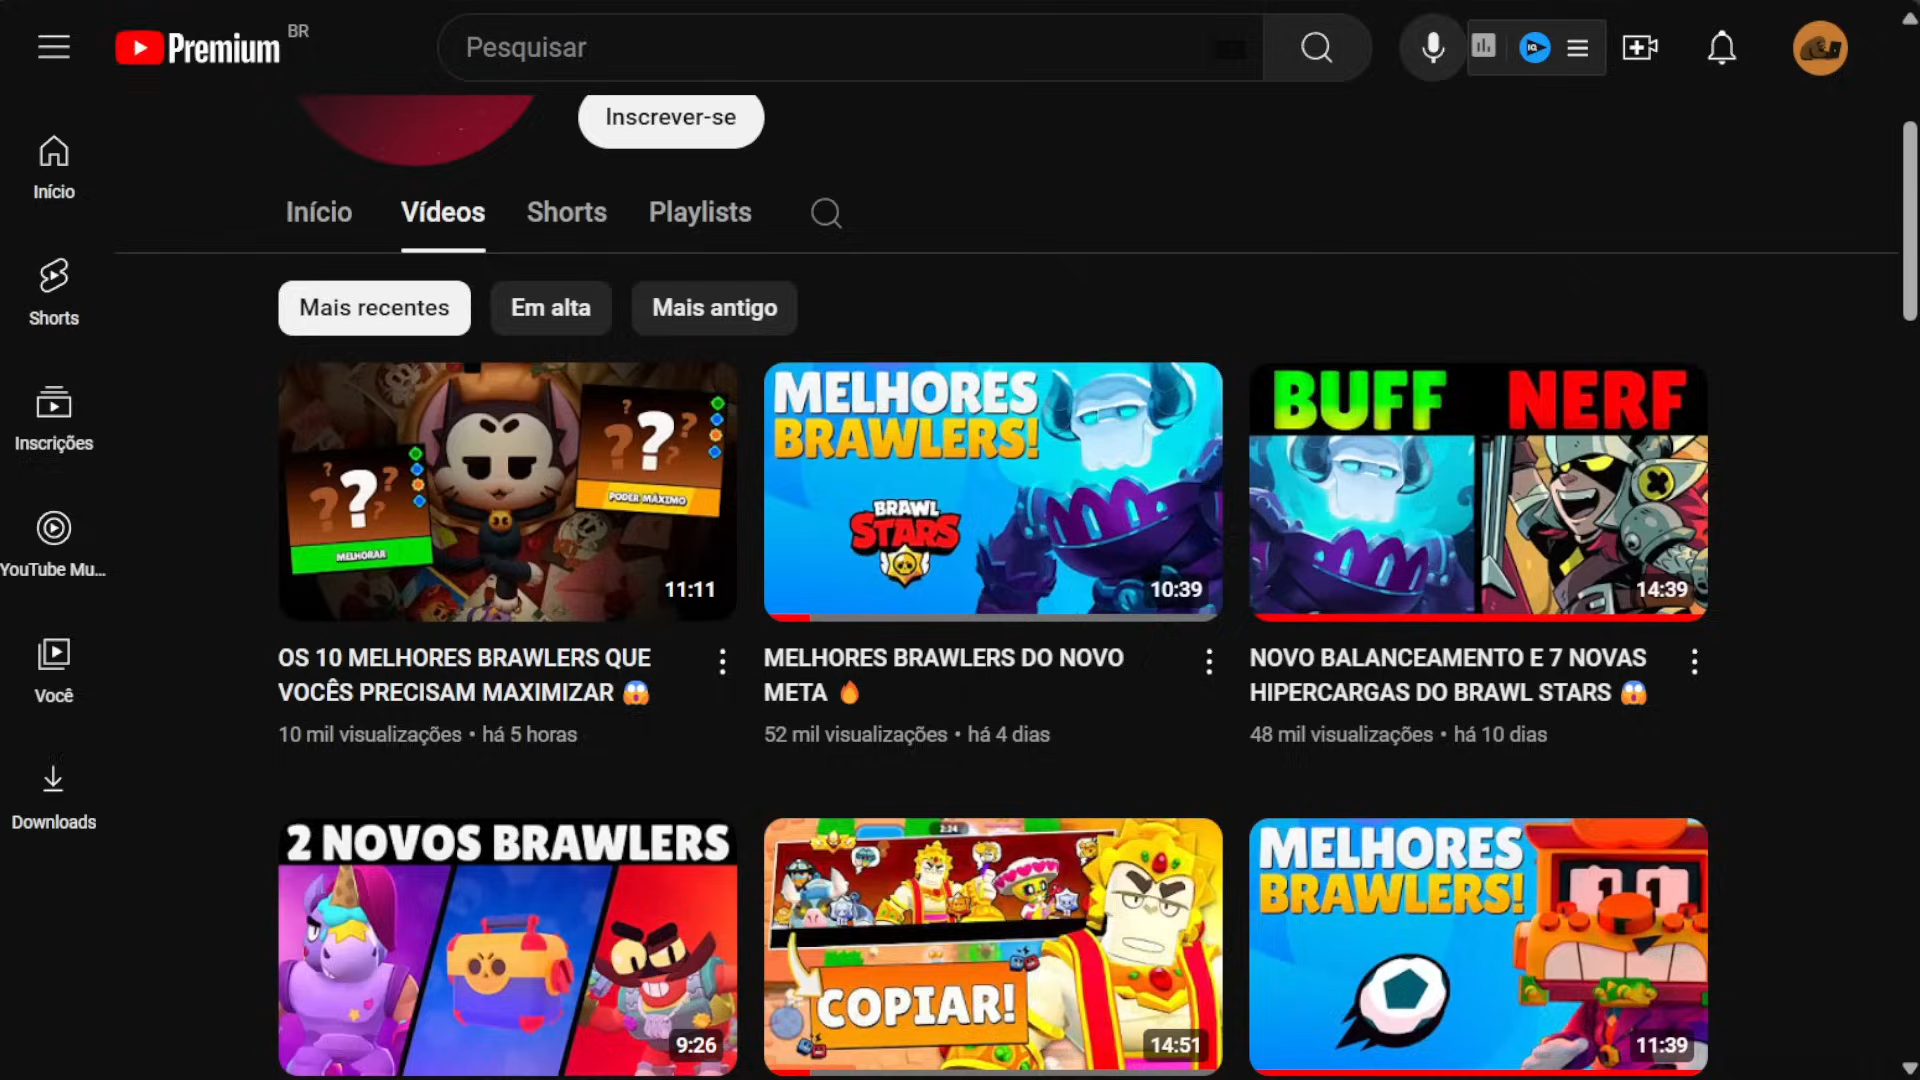 Premium BR
Pesquisar
Inscrever-se
Início
Vídeos
Shorts
Playlists
Mais recentes
Em alta
Mais antigo
Início
Shorts
Inscrições
YouTube Mu...
Você
Downloads
? ? ?
MELHORAR
? ? ?
PODER MÁXIMO
11:11
OS 10 MELHORES BRAWLERS QUE
VOCÊS PRECISAM MAXIMIZAR 😱
10 mil visualizações • há 5 horas
MELHORES
BRAWLERS!
BRAWL
STARS
10:39
MELHORES BRAWLERS DO NOVO
META 🔥
52 mil visualizações • há 4 dias
BUFF NERF
14:39
NOVO BALANCEAMENTO E 7 NOVAS
HIPERCARGAS DO BRAWL STARS 😱
48 mil visualizações • há 10 dias
2 NOVOS BRAWLERS
9:26
2:24
COPIAR!
14:51
MELHORES
BRAWLERS!
1 1
11:39